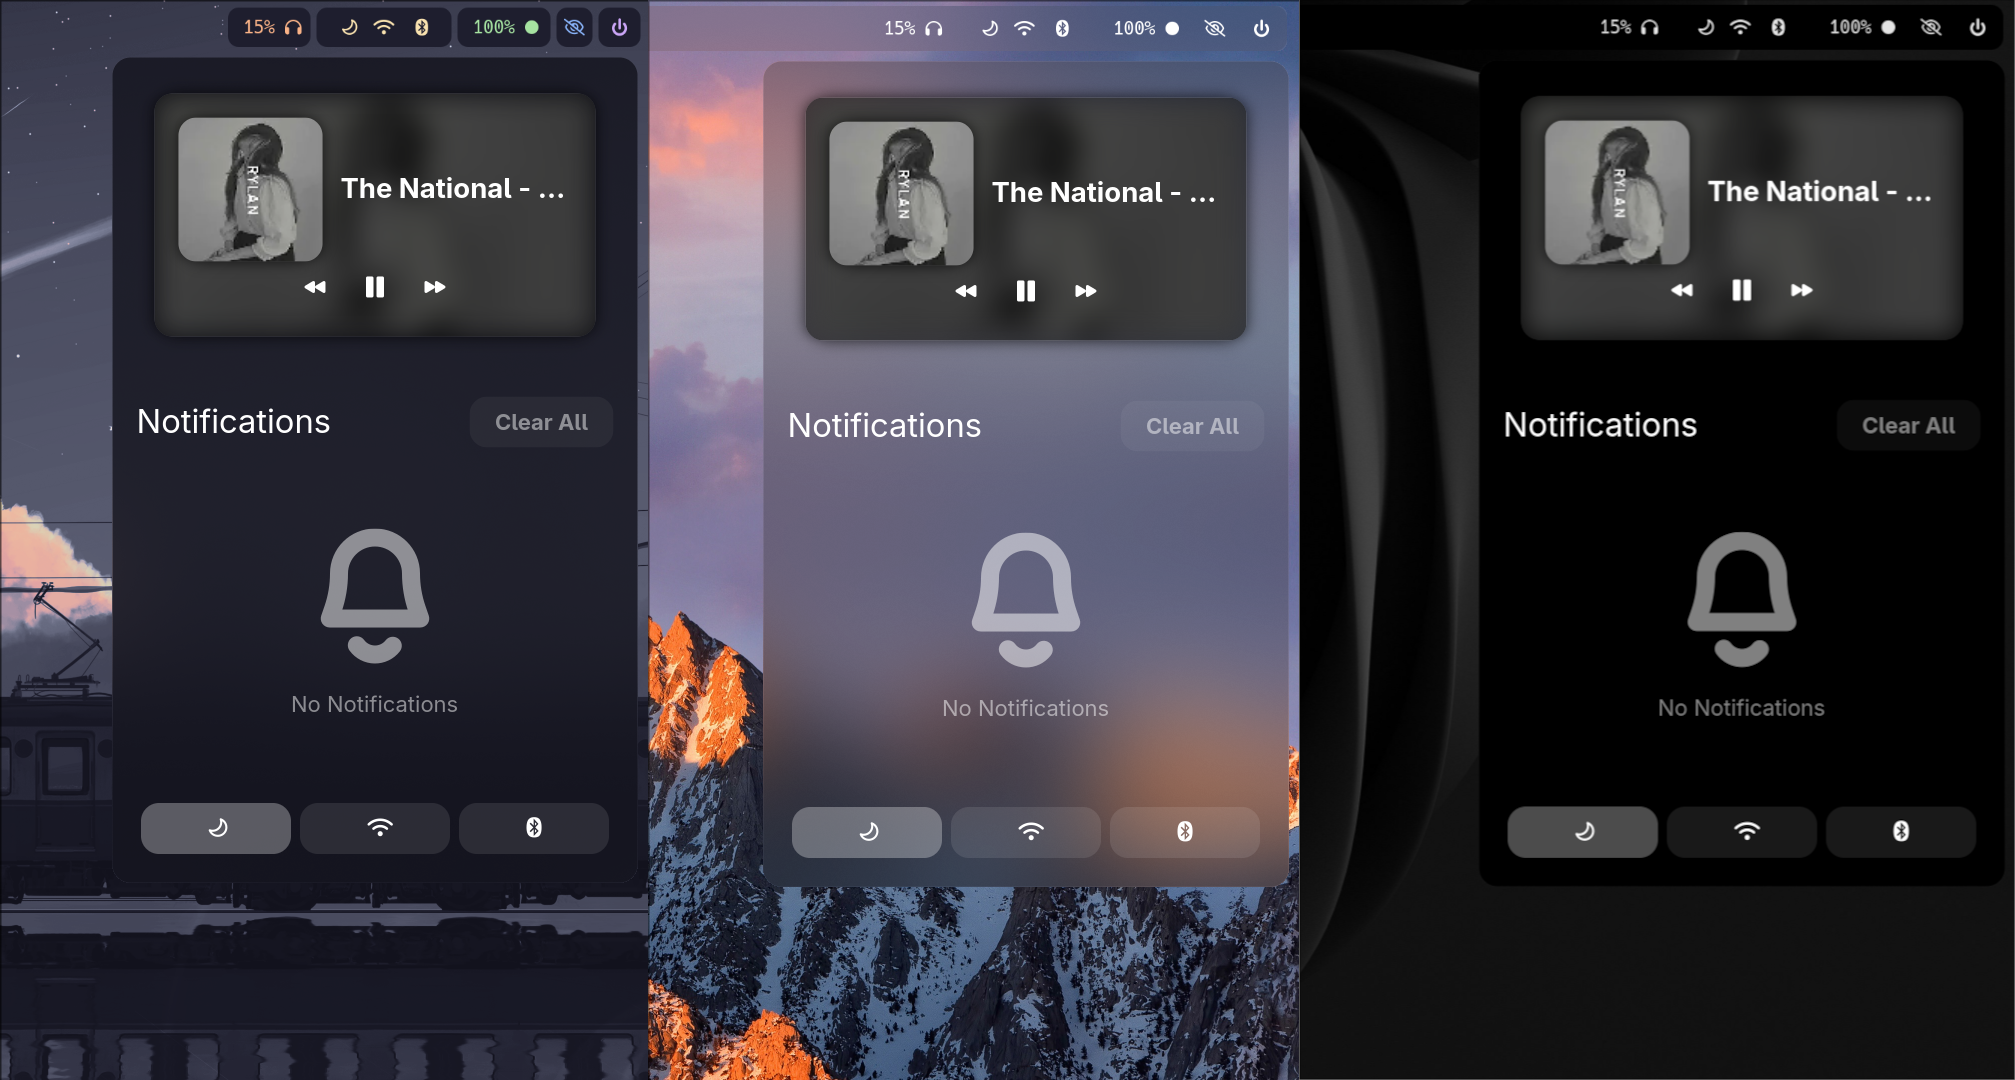 15% 100%
RYLAN
The National - ...
Notifications Clear All
No Notifications
15% 100%
RYLAN
The National - ...
Notifications Clear All
No Notifications
15% 100%
RYLAN
The National - ...
Notifications Clear All
No Notifications